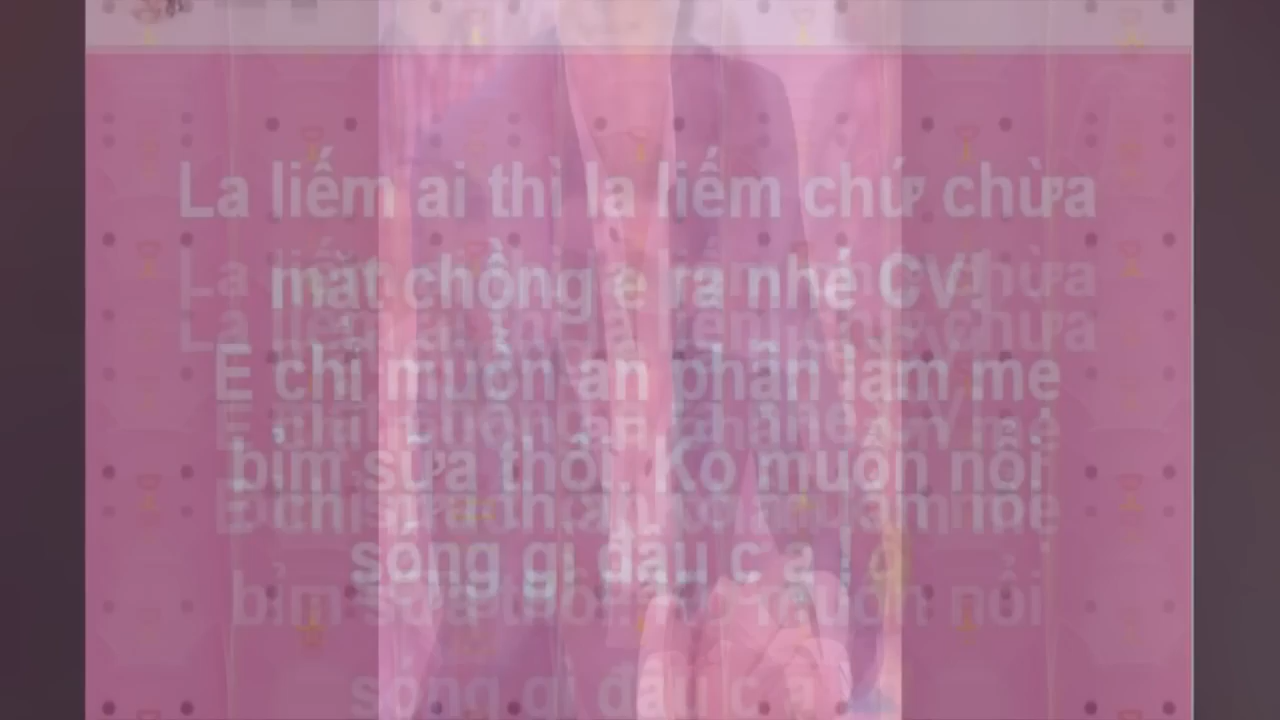 La liếm ai thì la liếm chứ chừa
mặt chồng e ra nhé CV!
E chỉ muốn an phận làm mẹ
bỉm sữa thôi. Ko muốn nổi
sóng gì đâu c ạ !